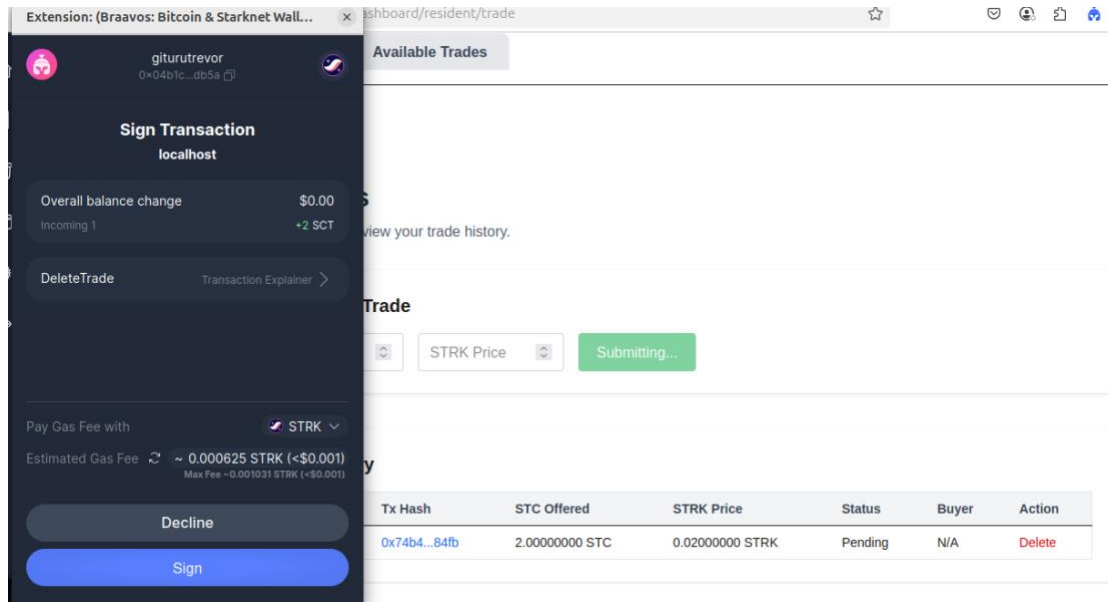 Extension: (Braavos: Bitcoin & Starknet Wall...
ashboard/resident/trade
giturutrevor
0×04b1c...db5a
Available Trades
Sign Transaction
localhost
Overall balance change $0.00
Incoming 1 +2 SCT
view your trade history.
DeleteTrade Transaction Explainer
Trade
STRK Price
Submitting...
Pay Gas Fee with STRK
Estimated Gas Fee ~ 0.000625 STRK (<$0.001)
Max Fee ~0.001031 STRK (<$0.001)
Decline
Sign
Tx Hash STC Offered STRK Price Status Buyer Action
0x74b4...84fb 2.00000000 STC 0.02000000 STRK Pending N/A Delete